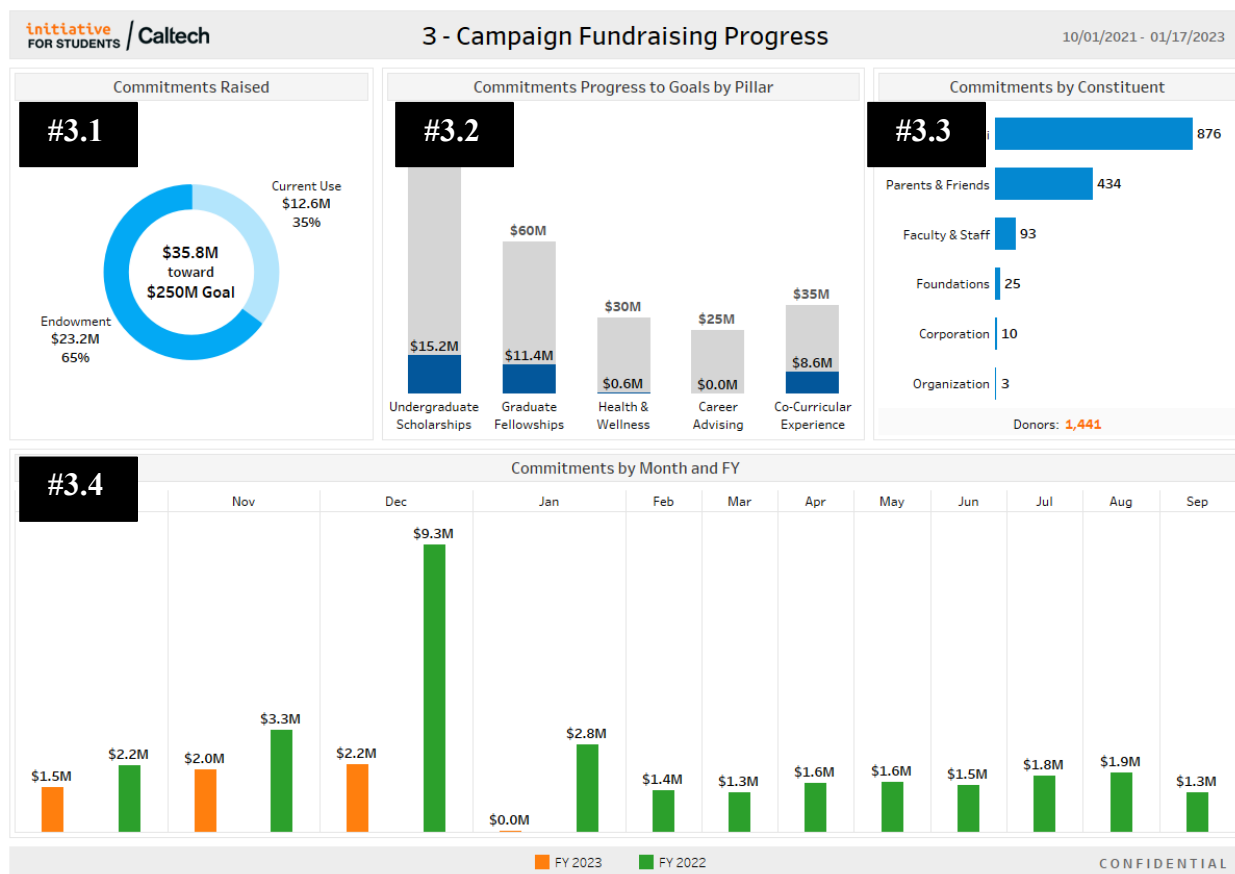 initiative
FOR STUDENTS / Caltech
3 - Campaign Fundraising Progress
10/01/2021 - 01/17/2023
Commitments Raised
#3.1
Current Use
$12.6M
35%
$35.8M
toward
$250M Goal
Endowment
$23.2M
65%
Commitments Progress to Goals by Pillar
#3.2
$60M
$30M
$25M
$35M
$15.2M
$11.4M
$0.6M
$0.0M
$8.6M
Undergraduate Scholarships
Graduate Fellowships
Health & Wellness
Career Advising
Co-Curricular Experience
Commitments by Constituent
#3.3
i 876
Parents & Friends 434
Faculty & Staff 93
Foundations 25
Corporation 10
Organization 3
Donors: 1,441
#3.4
Commitments by Month and FY
Nov Dec Jan Feb Mar Apr May Jun Jul Aug Sep
$1.5M $2.2M
$2.0M $3.3M
$2.2M $9.3M
$0.0M $2.8M
$1.4M
$1.3M
$1.6M
$1.6M
$1.5M
$1.8M
$1.9M
$1.3M
FY 2023 FY 2022
CONFIDENTIAL